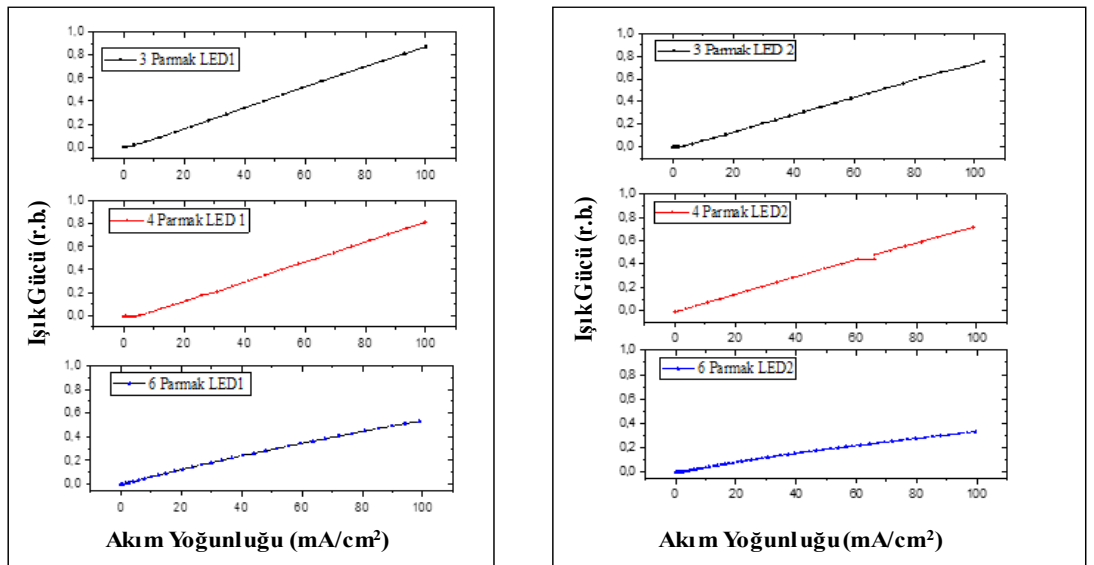 Işık Gücü (r.b.)
1,0
0,8
0,6
0,4
0,2
0,0
3 Parmak LED1
0 20 40 60 80 100
1,0
0,8
0,6
0,4
0,2
0,0
4 Parmak LED 1
0 20 40 60 80 100
1,0
0,8
0,6
0,4
0,2
0,0
6 Parmak LED1
0 20 40 60 80 100
Akım Yoğunluğu (mA/cm²)
Işık Gücü (r.b.)
1,0
0,8
0,6
0,4
0,2
0,0
3 Parmak LED 2
0 20 40 60 80 100
1,0
0,8
0,6
0,4
0,2
0,0
4 Parmak LED2
0 20 40 60 80 100
1,0
0,8
0,6
0,4
0,2
0,0
6 Parmak LED2
0 20 40 60 80 100
Akım Yoğunluğu (mA/cm²)